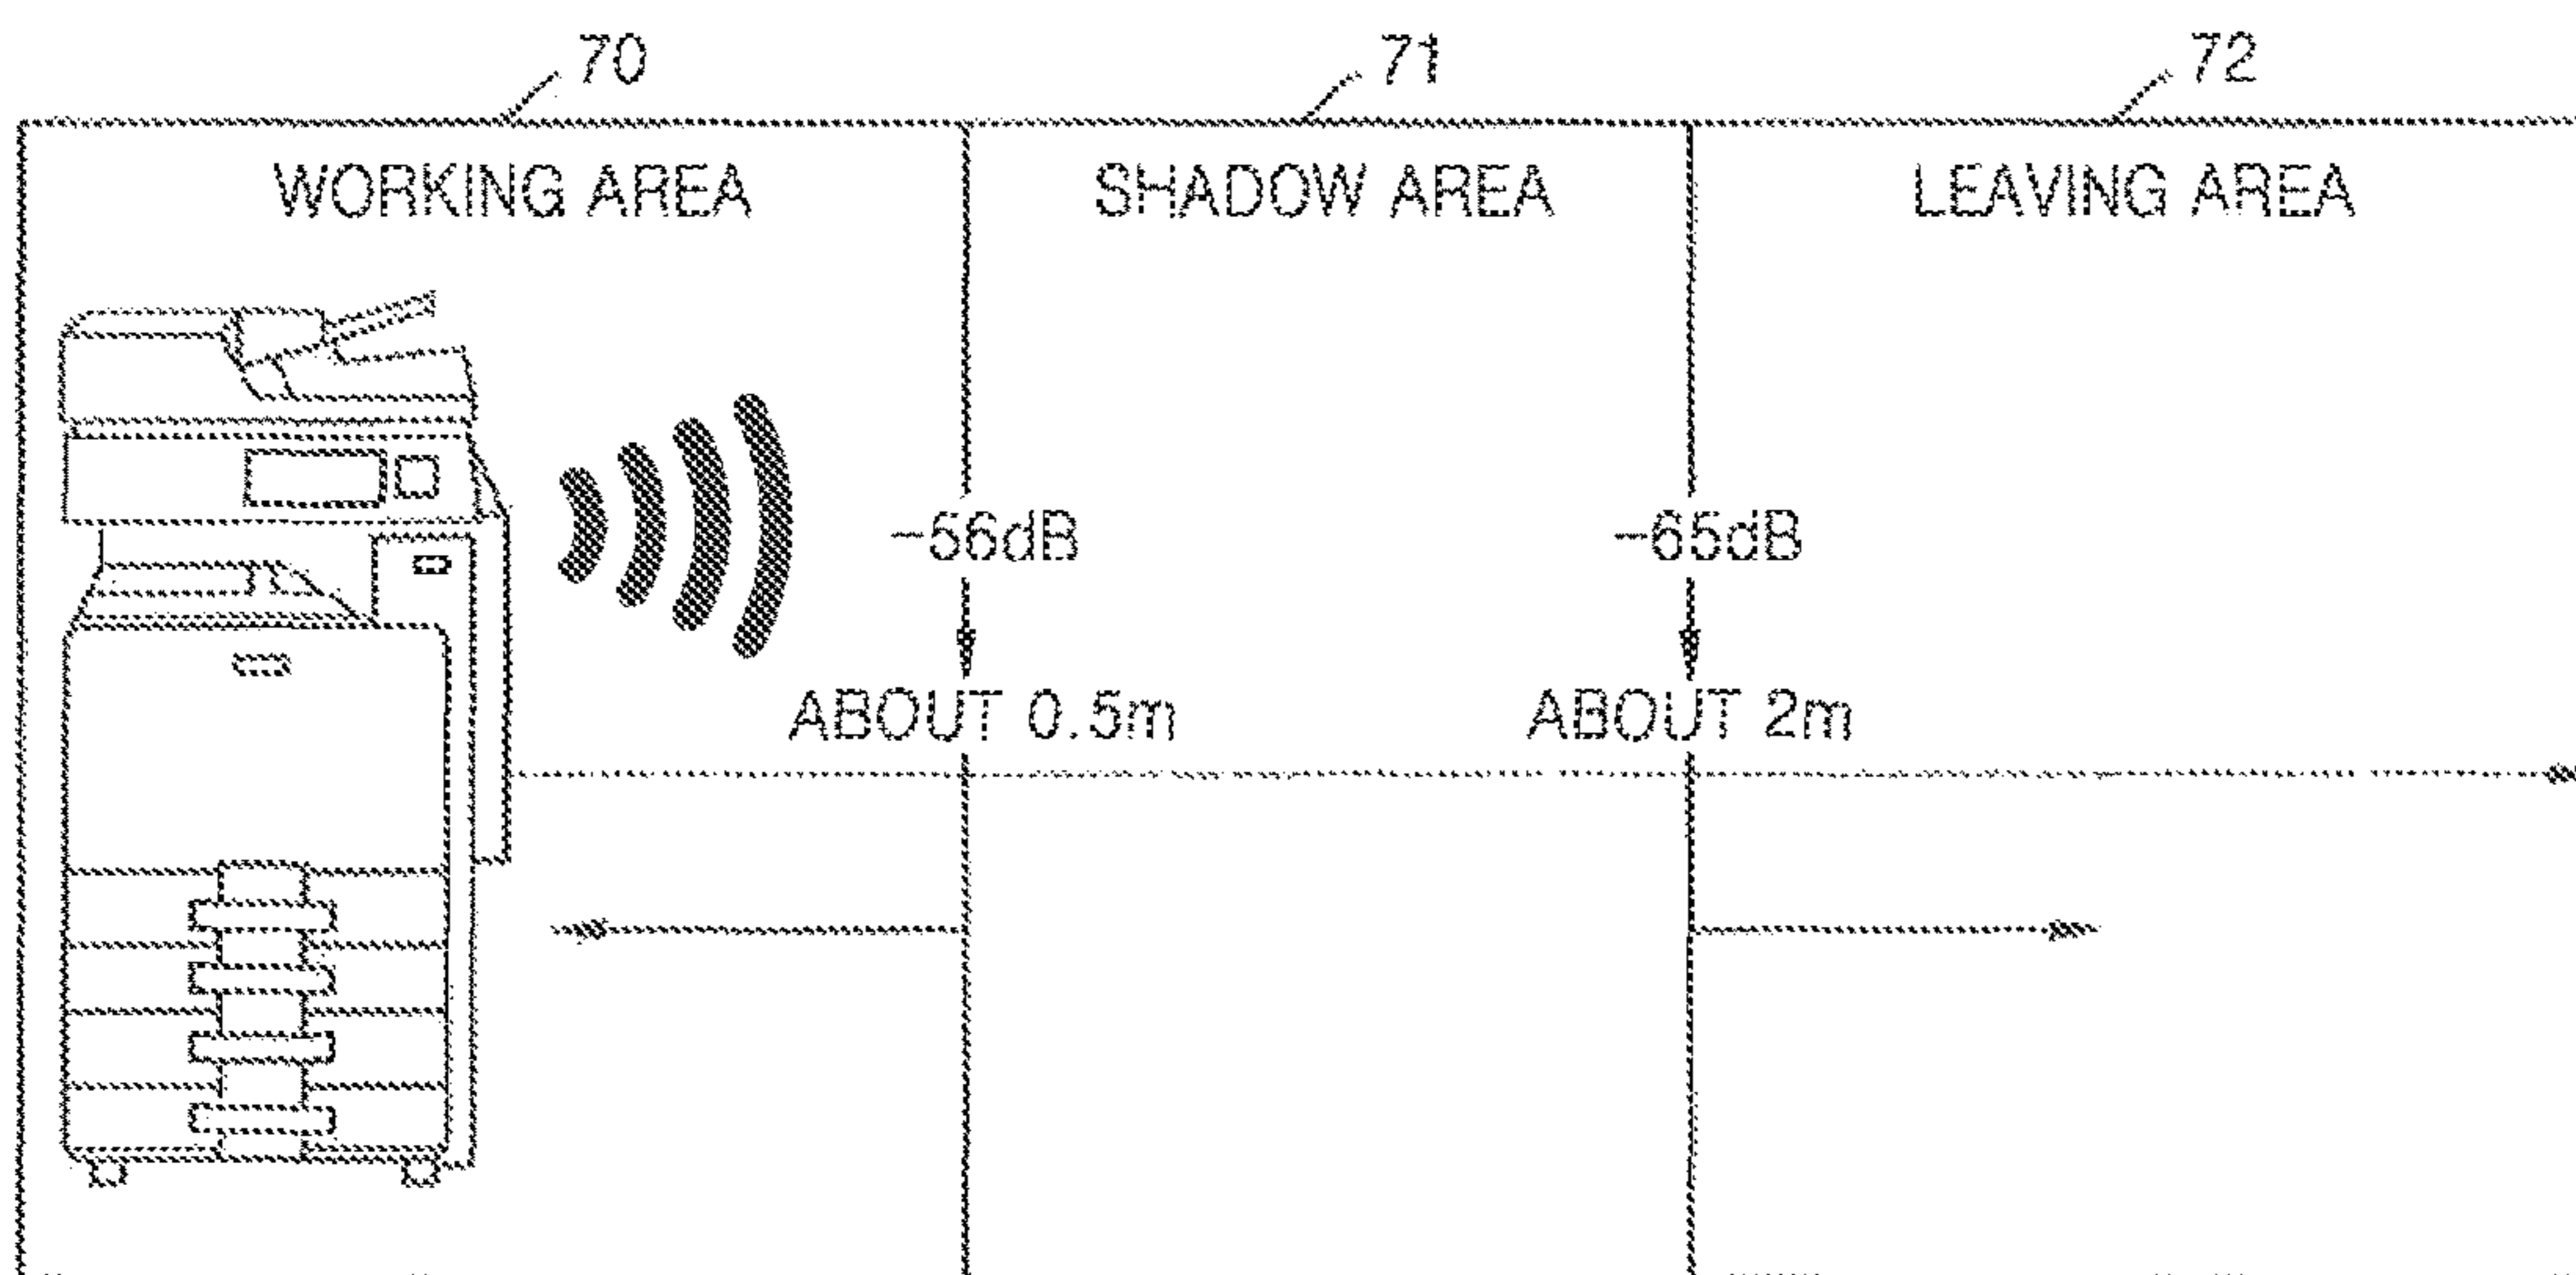 70 71 72
WORKING AREA SHADOW AREA LEAVING AREA
-56dB -65dB
ABOUT 0.5m ABOUT 2m